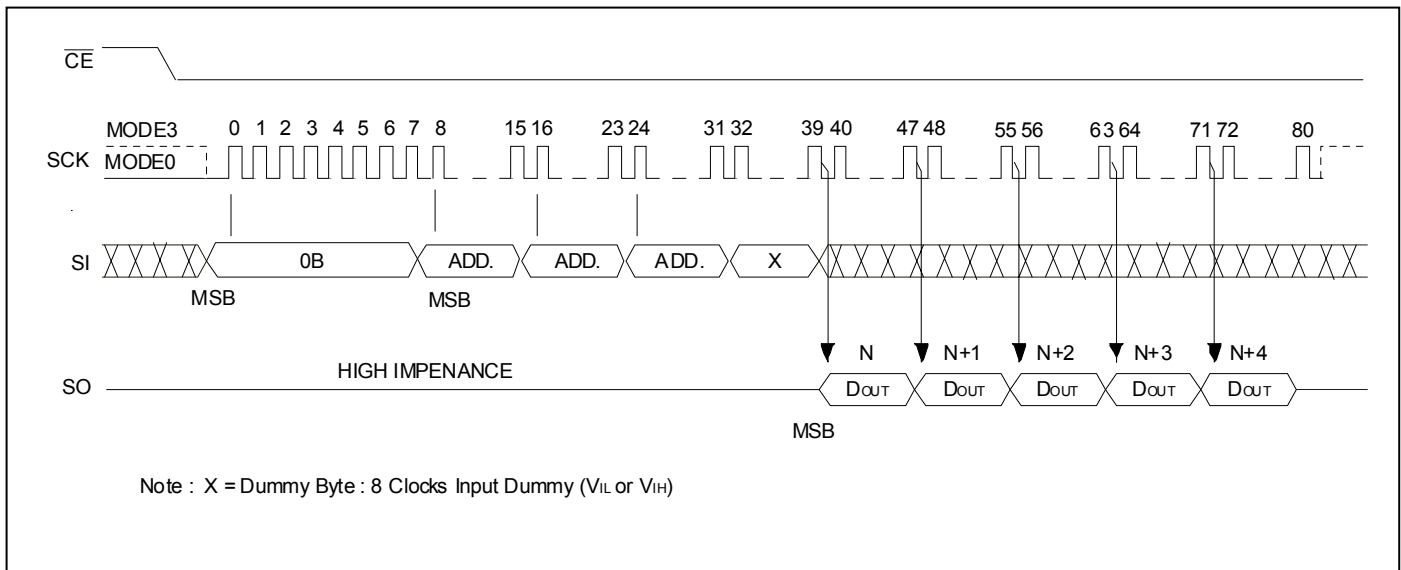 CE
MODE3 0 1 2 3 4 5 6 7 8 15 16 23 24 31 32 39 40 47 48 55 56 63 64 71 72 80
SCK MODE0
SI 0B ADD. ADD. ADD. X
MSB MSB
N N+1 N+2 N+3 N+4
HIGH IMPENANCE
SO DOUT DOUT DOUT DOUT DOUT
MSB
Note : X = Dummy Byte : 8 Clocks Input Dummy (VIL or VIH)